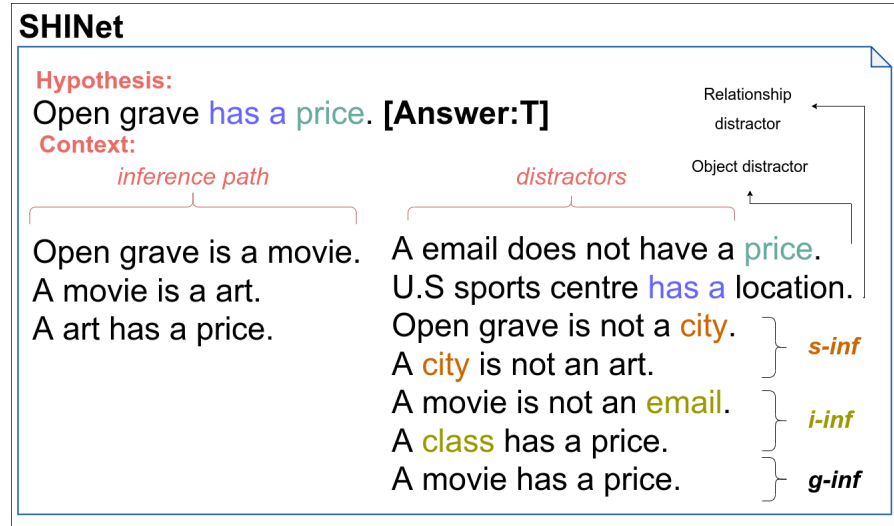 SHINet
Hypothesis:
Open grave has a price. [Answer:T]
Context:
inference path
Open grave is a movie.
A movie is a art.
A art has a price.
distractors
Relationship
distractor
Object distractor
A email does not have a price.
U.S sports centre has a location.
Open grave is not a city.
A city is not an art.
s-inf
A movie is not an email.
A class has a price.
i-inf
A movie has a price.
g-inf